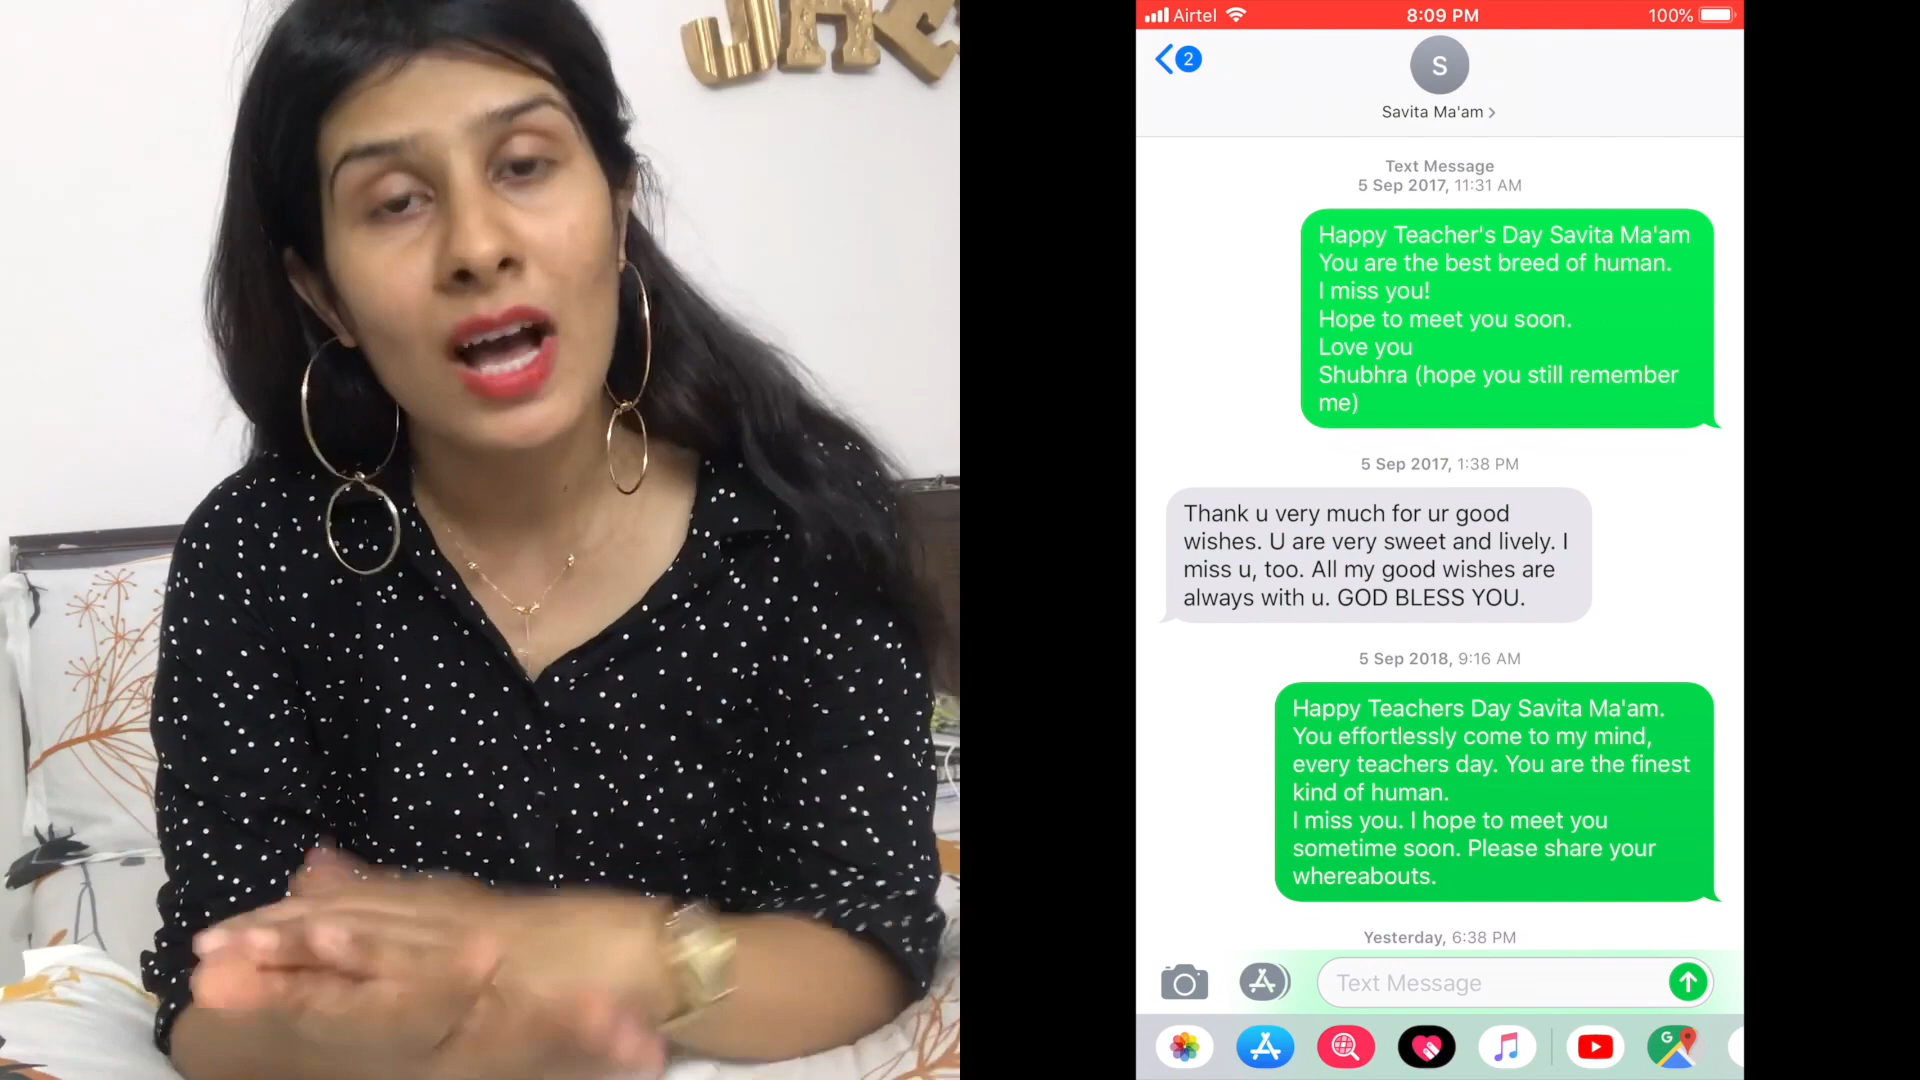 JAE
Airtel
8:09 PM
100%
2
S
Savita Ma'am
Text Message
5 Sep 2017, 11:31 AM
Happy Teacher's Day Savita Ma'am
You are the best breed of human.
I miss you!
Hope to meet you soon.
Love you
Shubhra (hope you still remember
me)
5 Sep 2017, 1:38 PM
Thank u very much for ur good
wishes. U are very sweet and lively. I
miss u, too. All my good wishes are
always with u. GOD BLESS YOU.
5 Sep 2018, 9:16 AM
Happy Teachers Day Savita Ma'am.
You effortlessly come to my mind,
every teachers day. You are the finest
kind of human.
I miss you. I hope to meet you
sometime soon. Please share your
whereabouts.
Yesterday, 6:38 PM
Text Message
G